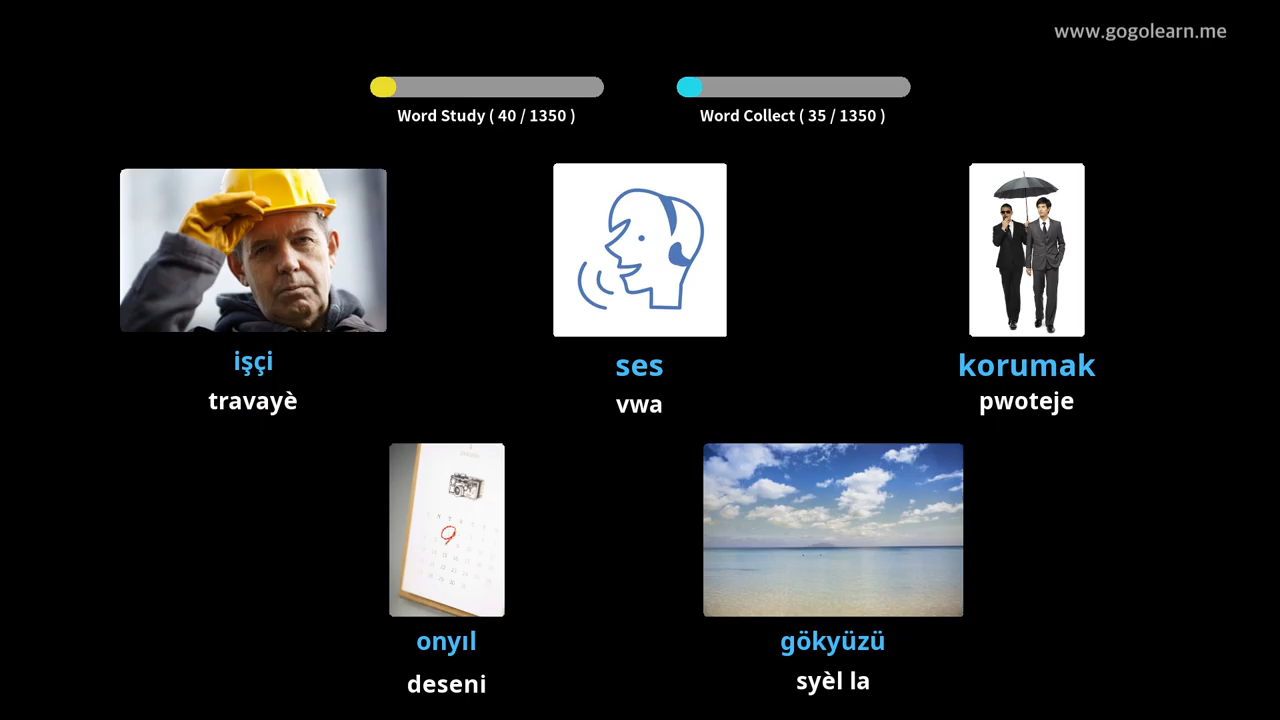 www.gogolearn.me
Word Study ( 40 / 1350 )
Word Collect ( 35 / 1350 )
işçi
travayè
ses
vwa
korumak
pwoteje
onyıl
deseni
gökyüzü
syèl la